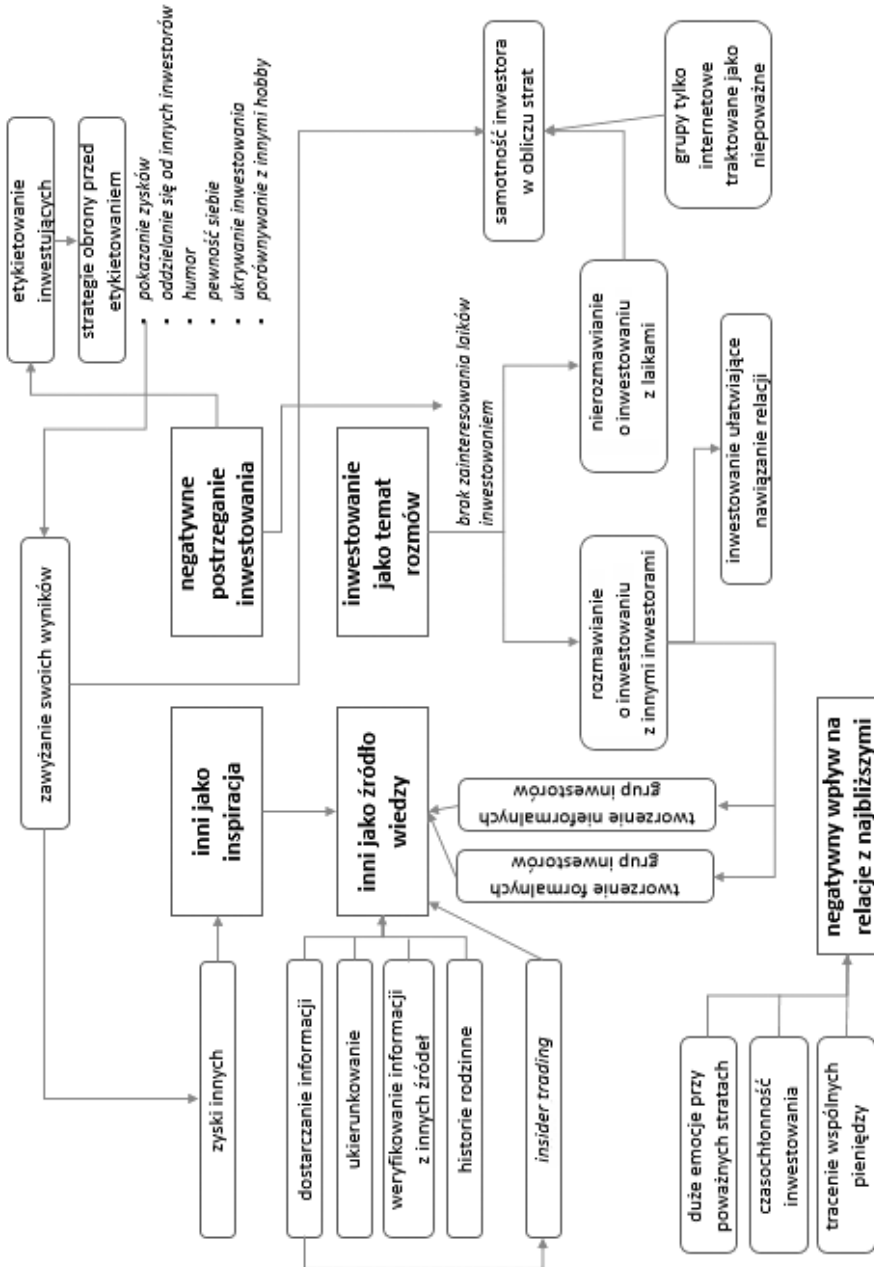 zawyżanie swoich wyników
etykietowanie
inwestujących
strategie obrony przed
etykietowaniem
▪ pokazanie zysków
▪ oddzielanie się od innych inwestorów
▪ humor
▪ pewność siebie
▪ ukrywanie inwestowania
▪ porównywanie z innymi hobby
zyski innych
inni jako
inspiracja
negatywne
postrzeganie
inwestowania
dostarczanie informacji
ukierunkowanie
weryfikowanie informacji
z innych źródeł
historie rodzinne
insider trading
inni jako źródło
wiedzy
inwestowanie
jako temat
rozmów
brak zainteresowania laików
inwestowaniem
samotność inwestora
w obliczu strat
tworzenie formalnych
grup inwestorów
tworzenie nieformalnych
grup inwestorów
rozmawianie
o inwestowaniu
z innymi inwestorami
nierozmawianie
o inwestowaniu
z laikami
grupy tylko
internetowe
traktowane jako
niepoważne
inwestowanie ułatwiające
nawiązanie relacji
duże emocje przy
poważnych stratach
czasochłonność
inwestowania
tracenie wspólnych
pieniędzy
negatywny wpływ na
relacje z najbliższymi